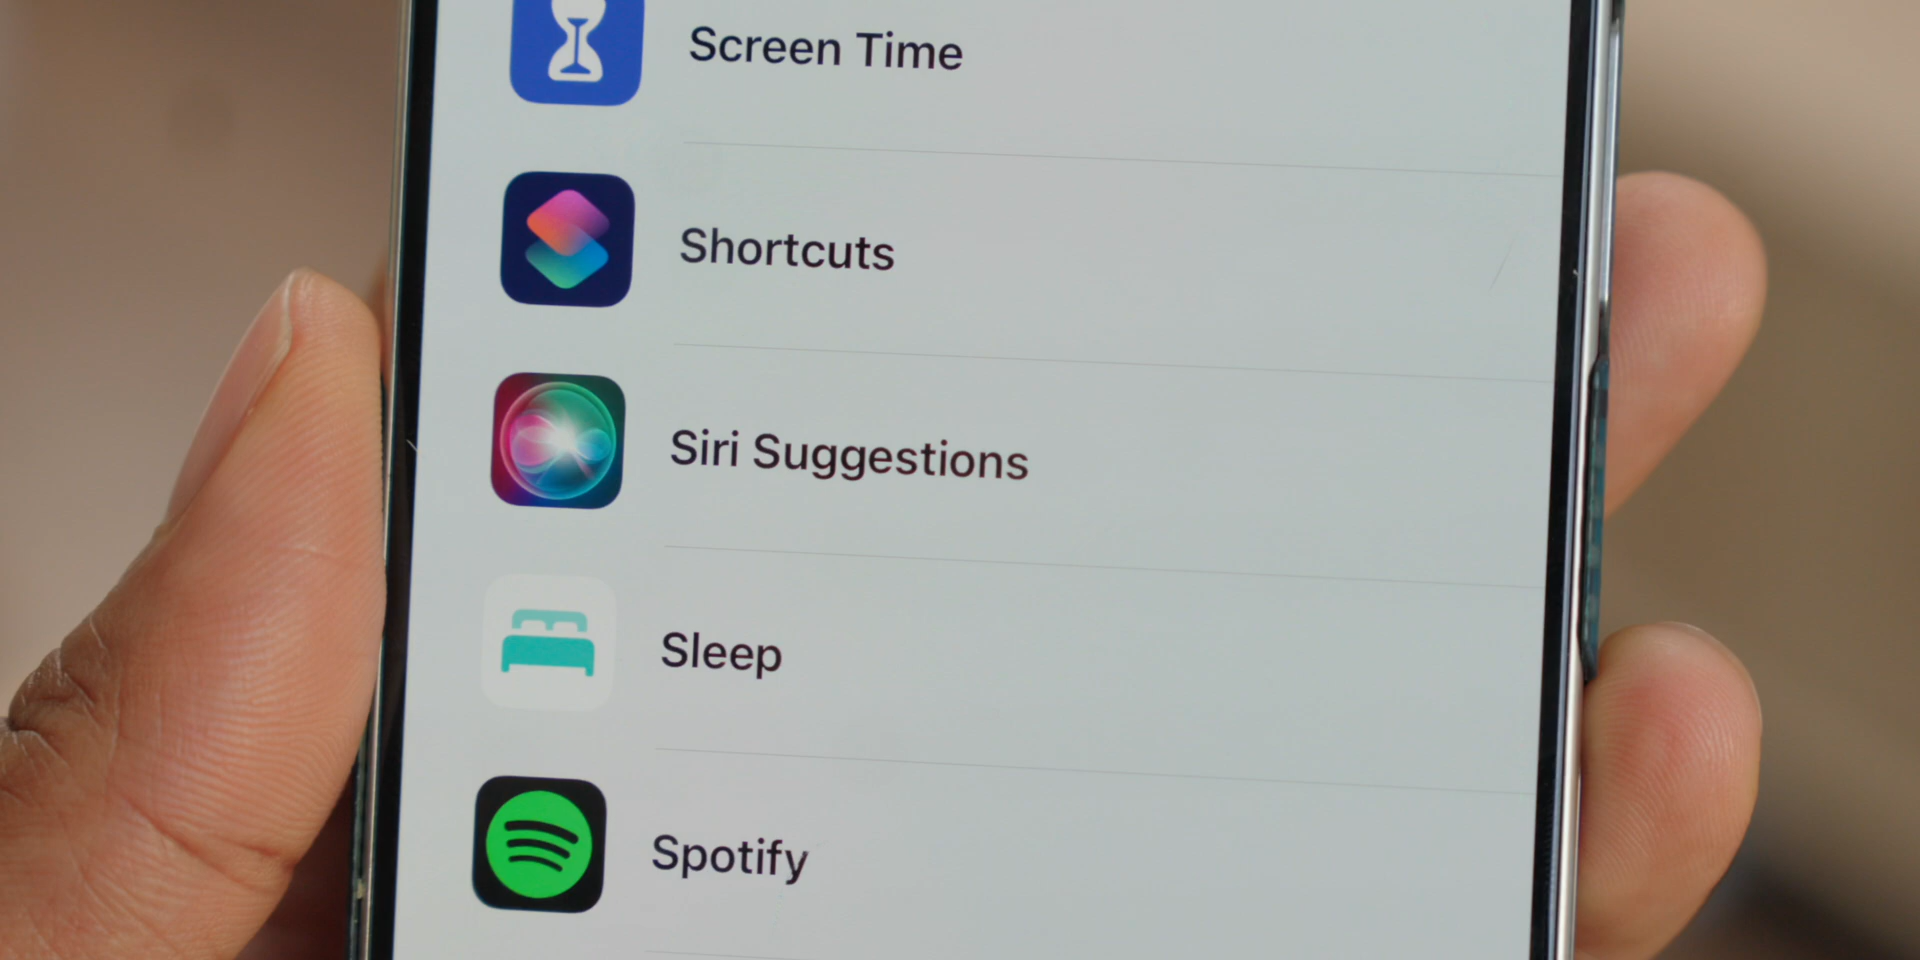 Screen Time
Shortcuts
Siri Suggestions
Sleep
Spotify